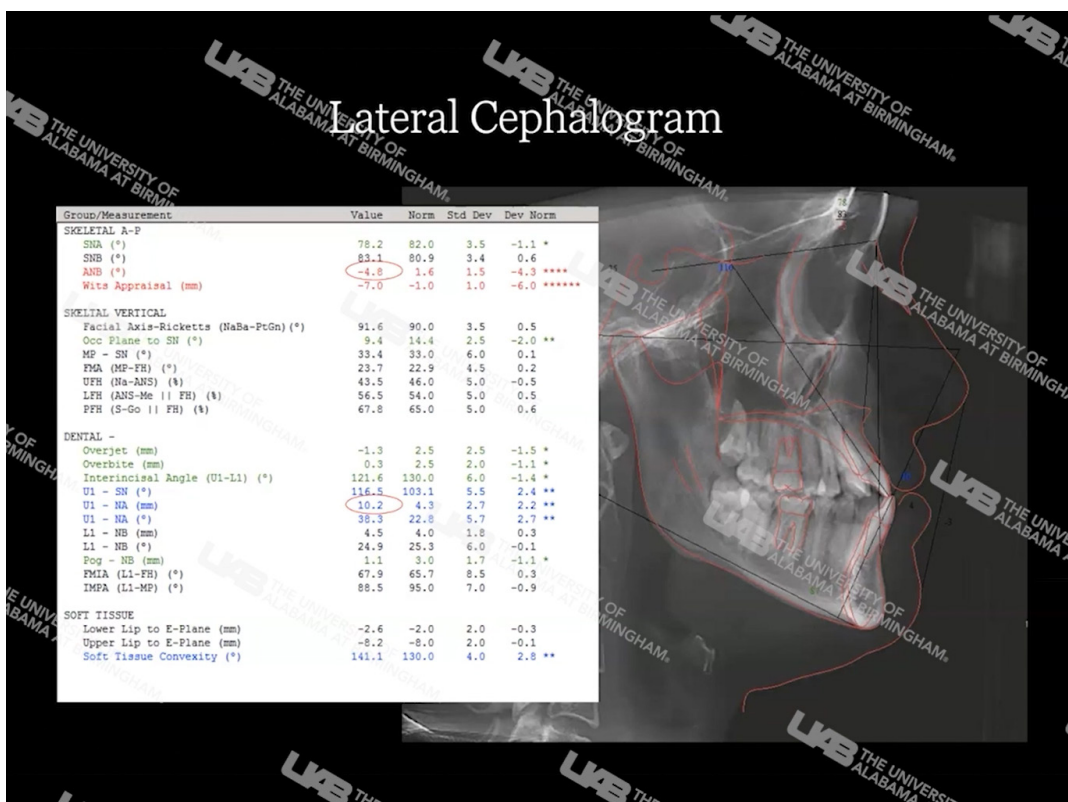 Lateral Cephalogram
Group/Measurement Value Norm Std Dev Dev Norm
SKELETAL A-P
SNA (°) 78.2 82.0 3.5 -1.1 *
SNB (°) 83.1 80.9 3.4 0.6
ANB (°) -4.8 1.6 1.5 -4.3 ****
Wits Appraisal (mm) -7.0 -1.0 1.0 -6.0 ******
SKELTAL VERTICAL
Facial Axis-Ricketts (NaBa-PtGn)(°) 91.6 90.0 3.5 0.5
Occ Plane to SN (°) 9.4 14.4 2.5 -2.0 **
MP - SN (°) 33.4 33.0 6.0 0.1
FMA (MP-FH) (°) 23.7 22.9 4.5 0.2
UFH (Na-ANS) (%) 43.5 46.0 5.0 -0.5
LFH (ANS-Me || FH) (%) 56.5 54.0 5.0 0.5
PFH (S-Go || FH) (%) 67.8 65.0 5.0 0.6
DENTAL -
Overjet (mm) -1.3 2.5 2.5 -1.5 *
Overbite (mm) 0.3 2.5 2.0 -1.1 *
Interincisal Angle (U1-L1) (°) 121.6 130.0 6.0 -1.4 *
U1 - SN (°) 116.5 103.1 5.5 2.4 **
U1 - NA (mm) 10.2 4.3 2.7 2.2 **
U1 - NA (°) 38.3 22.8 5.7 2.7 **
L1 - NB (mm) 4.5 4.0 1.8 0.3
L1 - NB (°) 24.9 25.3 6.0 -0.1
Pog - NB (mm) 1.1 3.0 1.7 -1.1 *
FMIA (L1-FH) (°) 67.9 65.7 8.5 0.3
IMPA (L1-MP) (°) 88.5 95.0 7.0 -0.9
SOFT TISSUE
Lower Lip to E-Plane (mm) -2.6 -2.0 2.0 -0.3
Upper Lip to E-Plane (mm) -8.2 -8.0 2.0 -0.1
Soft Tissue Convexity (°) 141.1 130.0 4.0 2.8 **
UAB THE UNIVERSITY OF
ALABAMA AT BIRMINGHAM